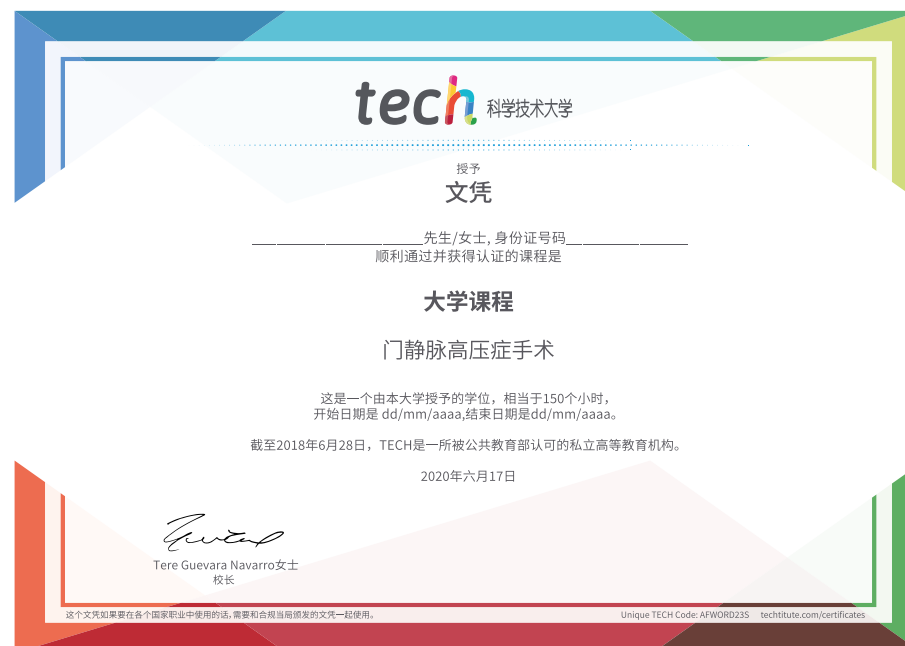 tech 科学技术大学
授予
文凭
____________________先生/女士, 身份证号码______________
顺利通过并获得认证的课程是
大学课程
门静脉高压症手术
这是一个由本大学授予的学位，相当于150个小时，
开始日期是 dd/mm/aaaa,结束日期是dd/mm/aaaa。
截至2018年6月28日，TECH是一所被公共教育部认可的私立高等教育机构。
2020年六月17日
Tere Guevara Navarro女士
校长
这个文凭如果要在各个国家职业中使用的话,需要和合规当局颁发的文凭一起使用。
Unique TECH Code: AFWORD23S techtitute.com/certificates